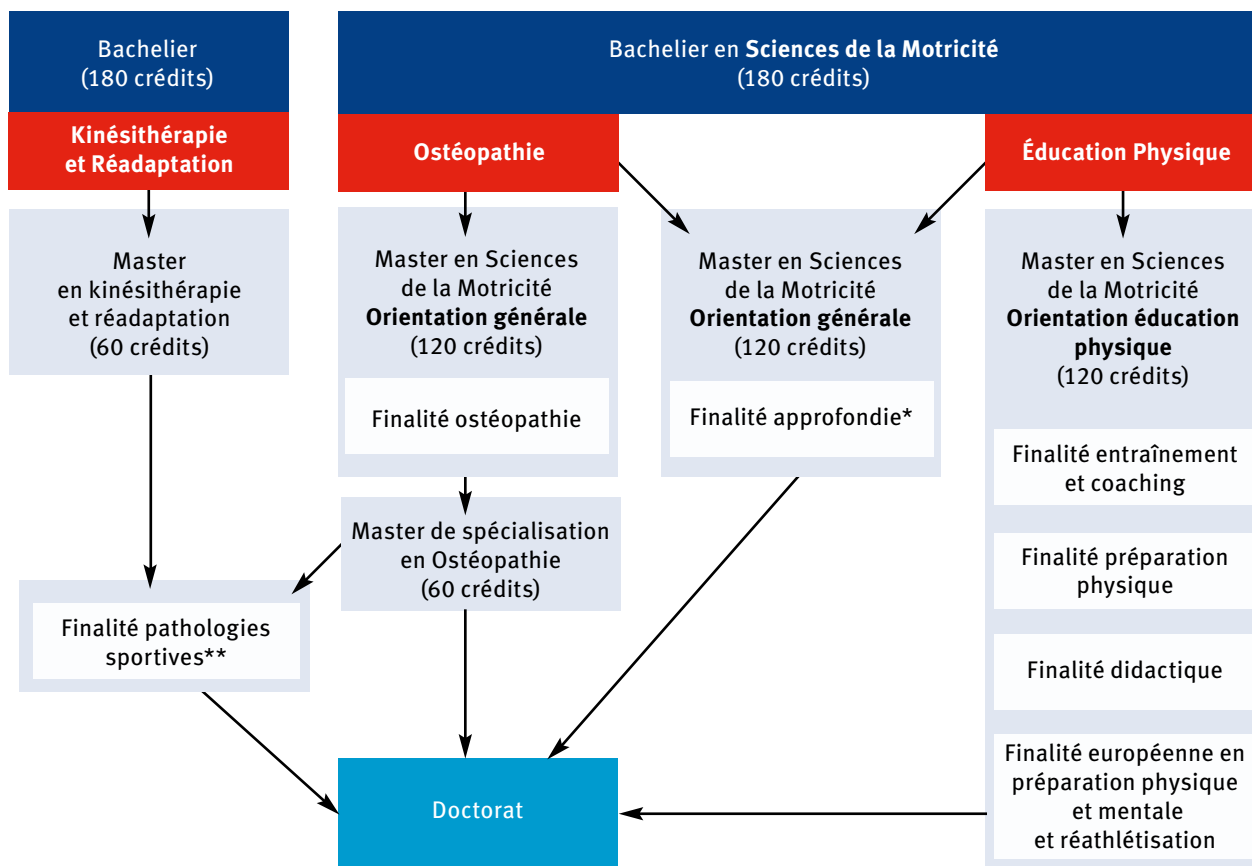 Bachelier
(180 crédits)
Kinésithérapie
et Réadaptation
Master
en kinésithérapie
et réadaptation
(60 crédits)
Finalité pathologies
sportives**
Bachelier en Sciences de la Motricité
(180 crédits)
Ostéopathie
Master en Sciences
de la Motricité
Orientation générale
(120 crédits)
Finalité ostéopathie
Master de spécialisation
en Ostéopathie
(60 crédits)
Master en Sciences
de la Motricité
Orientation générale
(120 crédits)
Finalité approfondie*
Éducation Physique
Master en Sciences
de la Motricité
Orientation éducation
physique
(120 crédits)
Finalité entraînement
et coaching
Finalité préparation
physique
Finalité didactique
Finalité européenne en
préparation physique
et mentale
et réathlétisation
Doctorat